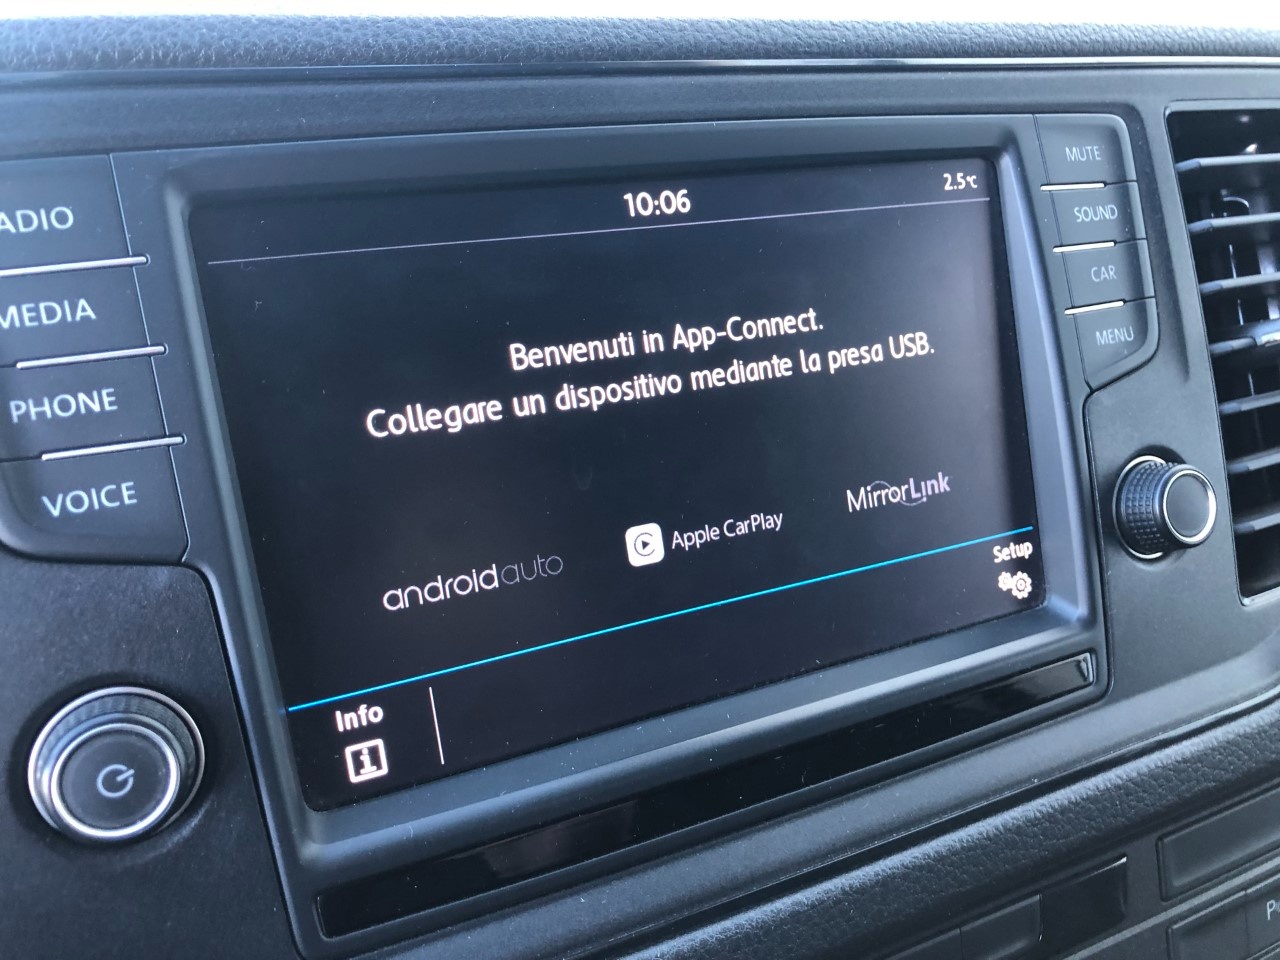 10:06
2.5°C
Benvenuti in App-Connect.
Collegare un dispositivo mediante la presa USB.
androidauto
Apple CarPlay
MirrorLink
Setup
Info
MEDIA
PHONE
VOICE
MUTE
SOUND
CAR
MENU